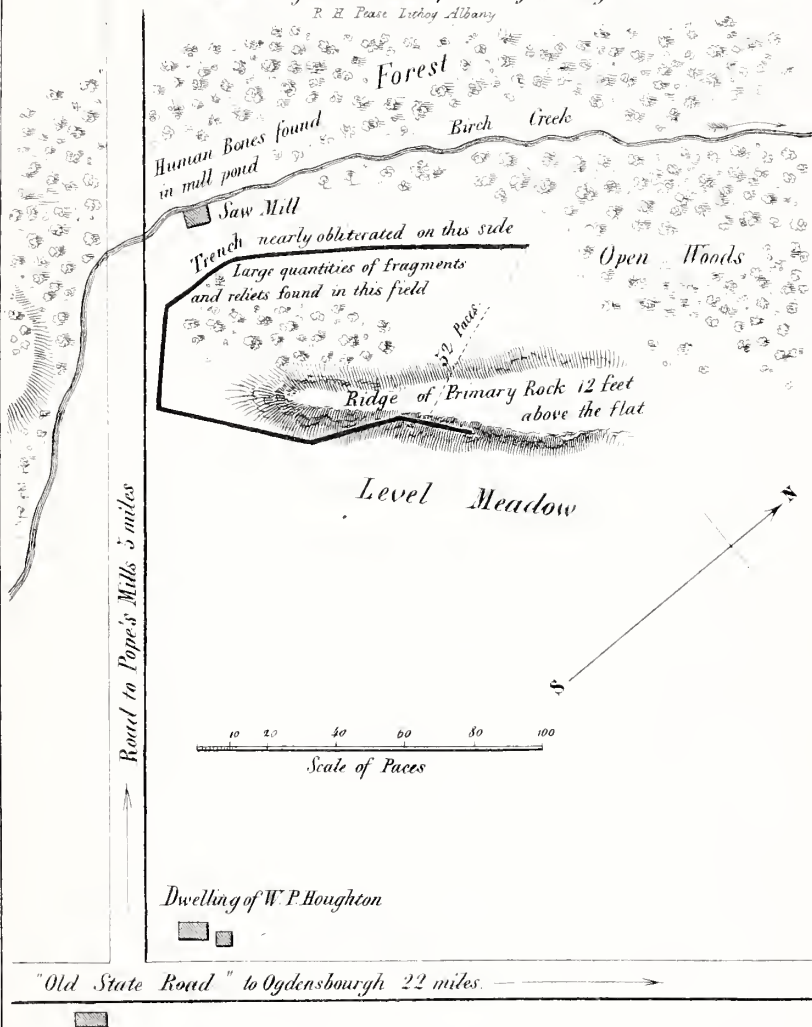 R H Pease Lithog Albany
Forest
Human Bones found
in mill pond
Birch Creek
Saw Mill
Trench nearly obliterated on this side
Large quantities of fragments
and relicts found in this field
Open Woods
52 Paces
Ridge of Primary Rock 12 feet
above the flat
Level Meadow
N
S
Road to Pope's Mills 5 miles
10 20 40 60 80 100
Scale of Paces
Dwelling of W. P. Houghton
"Old State Road" to Ogdensbourgh 22 miles.